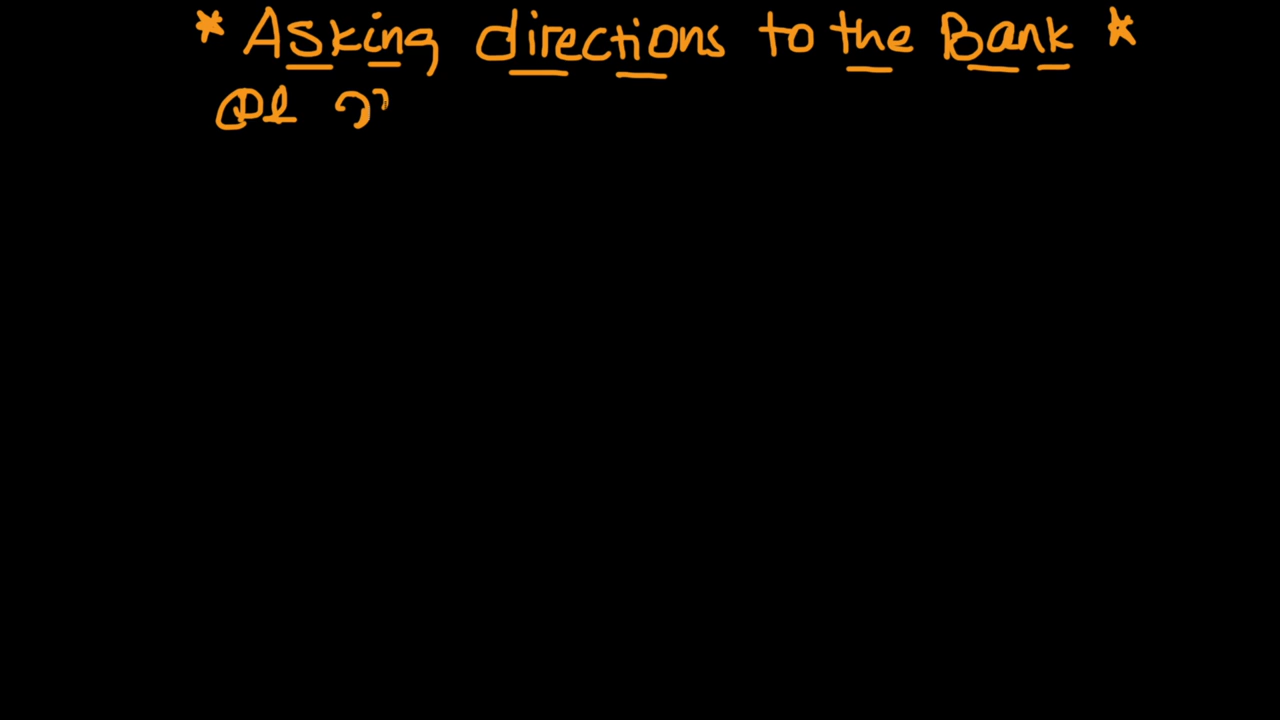 * Asking directions to the Bank *